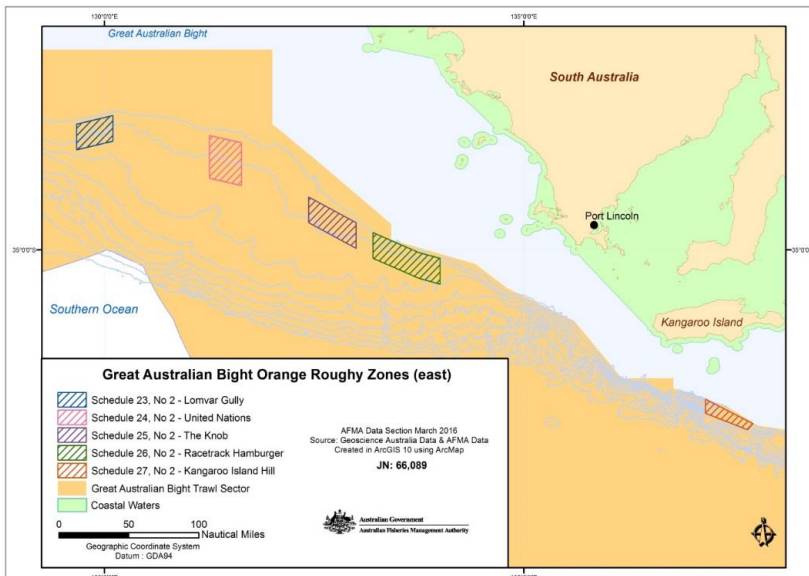 130°0'0"E
135°0'0"E
Great Australian Bight
South Australia
Port Lincoln
35°0'0"S
35°0'0"S
Southern Ocean
Kangaroo Island
Great Australian Bight Orange Roughy Zones (east)
Schedule 23, No 2 - Lomvar Gully
Schedule 24, No 2 - United Nations
Schedule 25, No 2 - The Knob
Schedule 26, No 2 - Racetrack Hamburger
Schedule 27, No 2 - Kangaroo Island Hill
Great Australian Bight Trawl Sector
Coastal Waters
0 50 100
Nautical Miles
Geographic Coordinate System
Datum : GDA94
AFMA Data Section March 2016
Source: Geoscience Australia Data & AFMA Data
Created in ArcGIS 10 using ArcMap
JN: 66,089
Australian Government
Australian Fisheries Management Authority